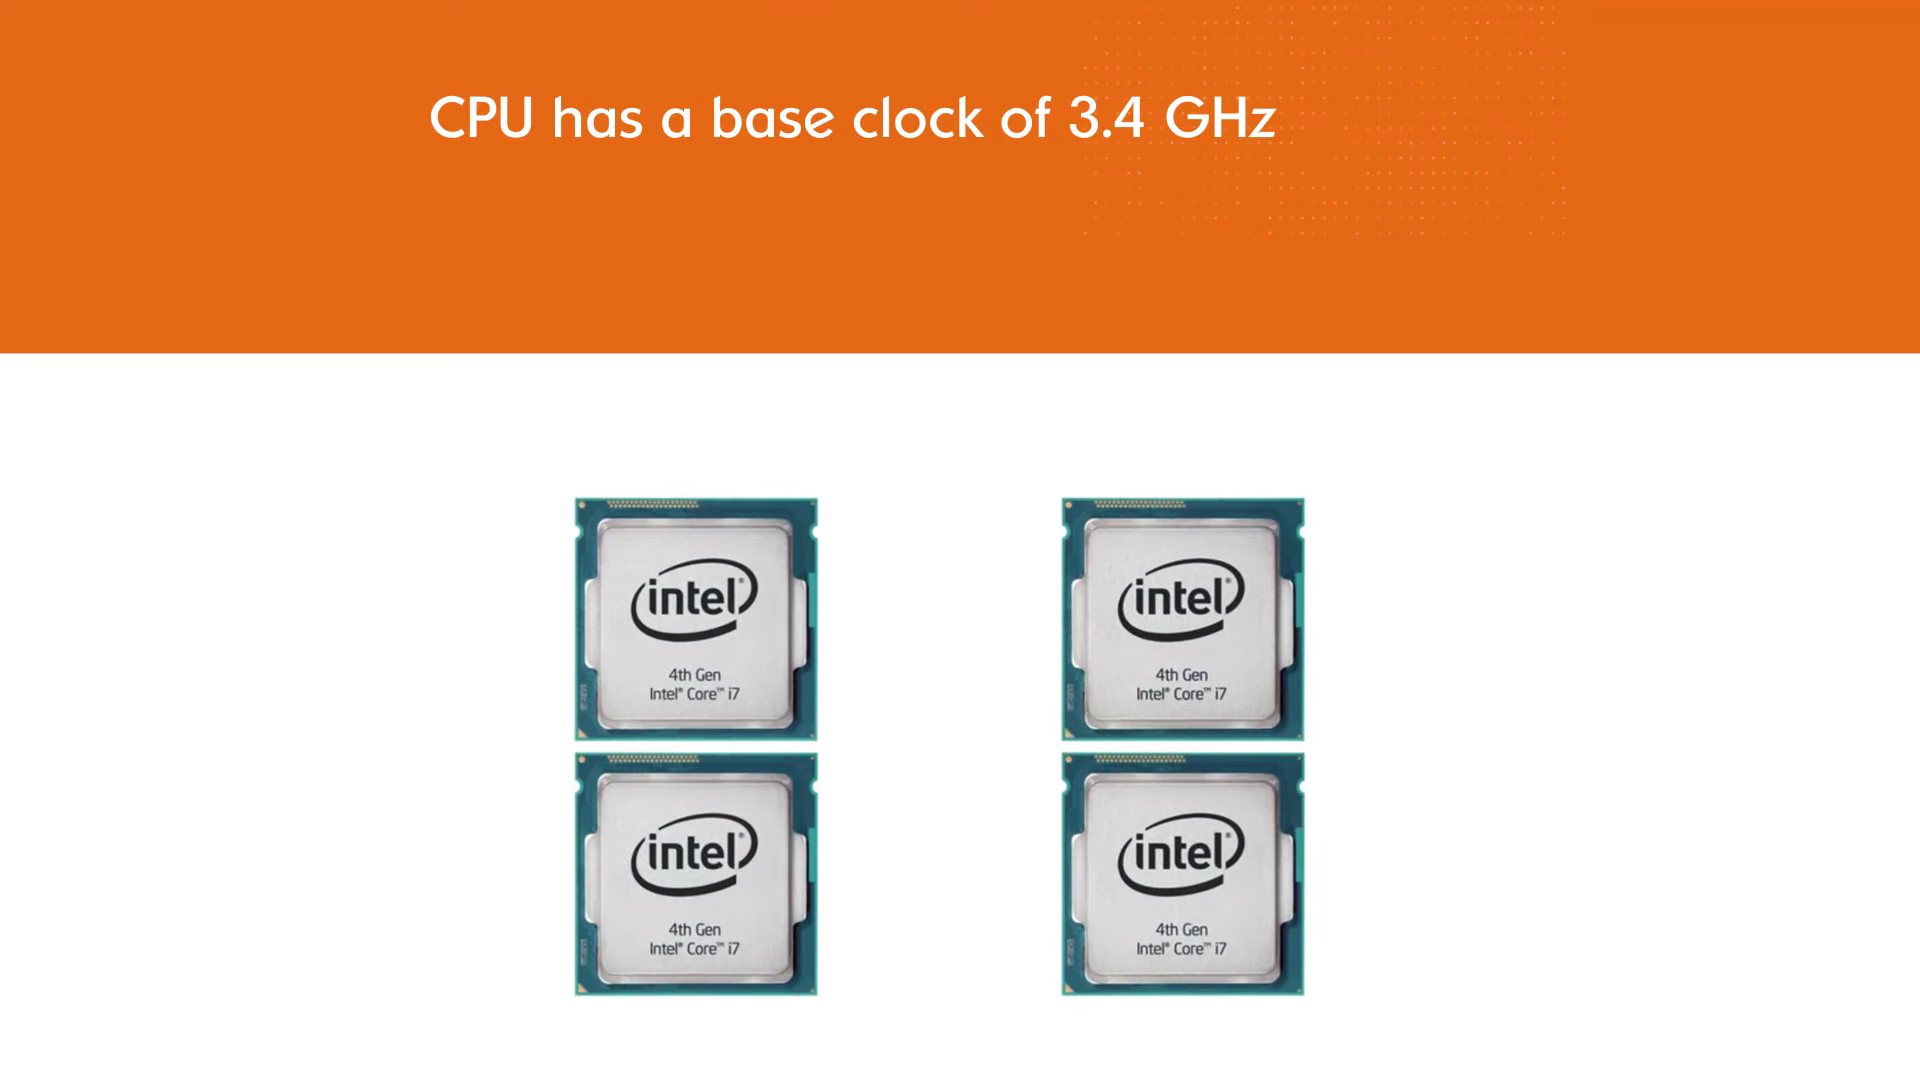 CPU has a base clock of 3.4 GHz
intel®
4th Gen
Intel® Core™ i7
intel®
4th Gen
Intel® Core™ i7
intel®
4th Gen
Intel® Core™ i7
intel®
4th Gen
Intel® Core™ i7